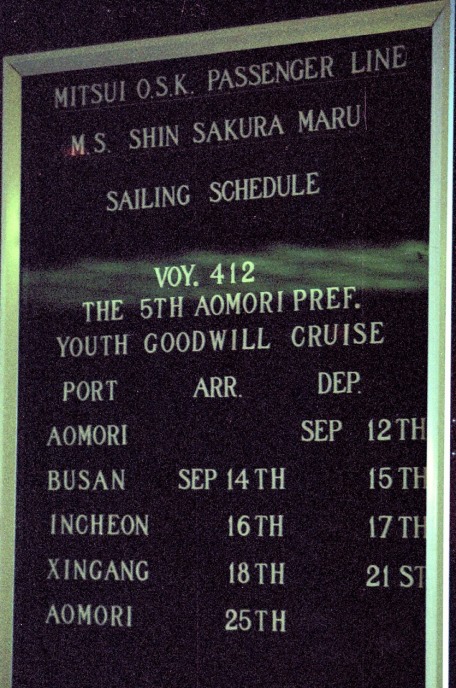 MITSUI O.S.K. PASSENGER LINE
M.S. SHIN SAKURA MARU
SAILING SCHEDULE
VOY. 412
THE 5TH AOMORI PREF.
YOUTH GOODWILL CRUISE
PORT ARR. DEP.
AOMORI SEP 12TH
BUSAN SEP 14TH 15TH
INCHEON 16TH 17TH
XINGANG 18TH 21ST
AOMORI 25TH